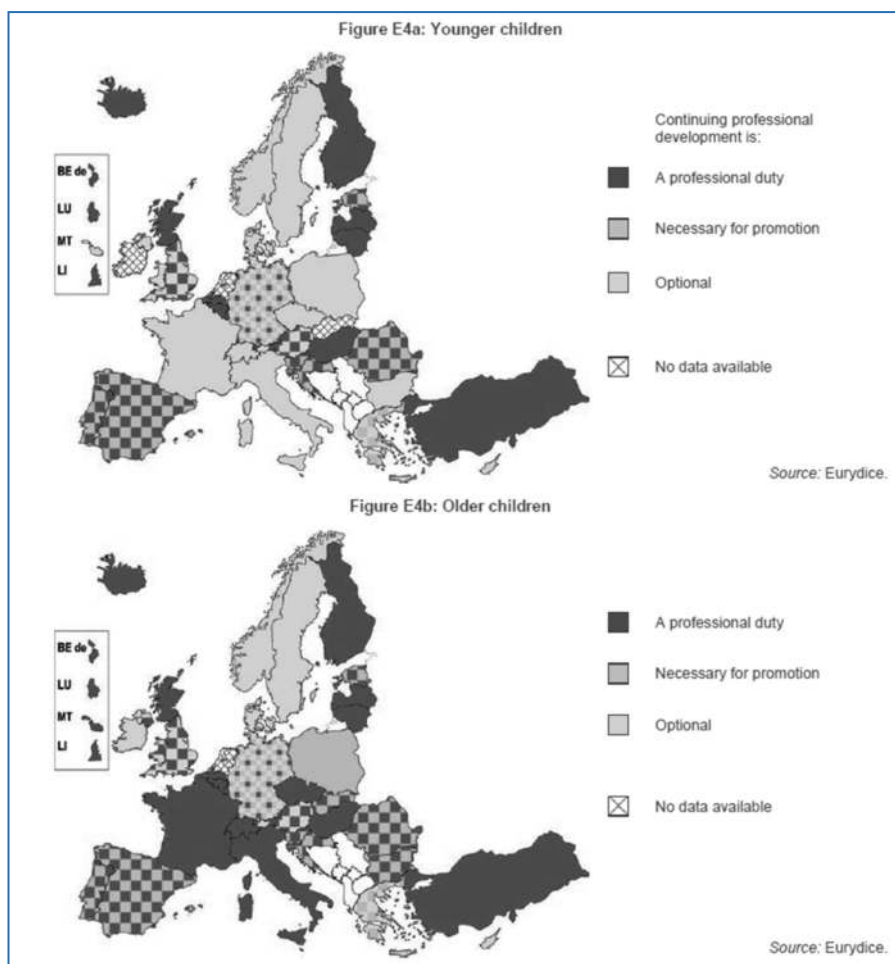 Figure E4a: Younger children
Continuing professional
development is:
BE de
LU
MT
LI
A professional duty
Necessary for promotion
Optional
No data available
Source: Eurydice.
Figure E4b: Older children
BE de
LU
MT
LI
A professional duty
Necessary for promotion
Optional
No data available
Source: Eurydice.